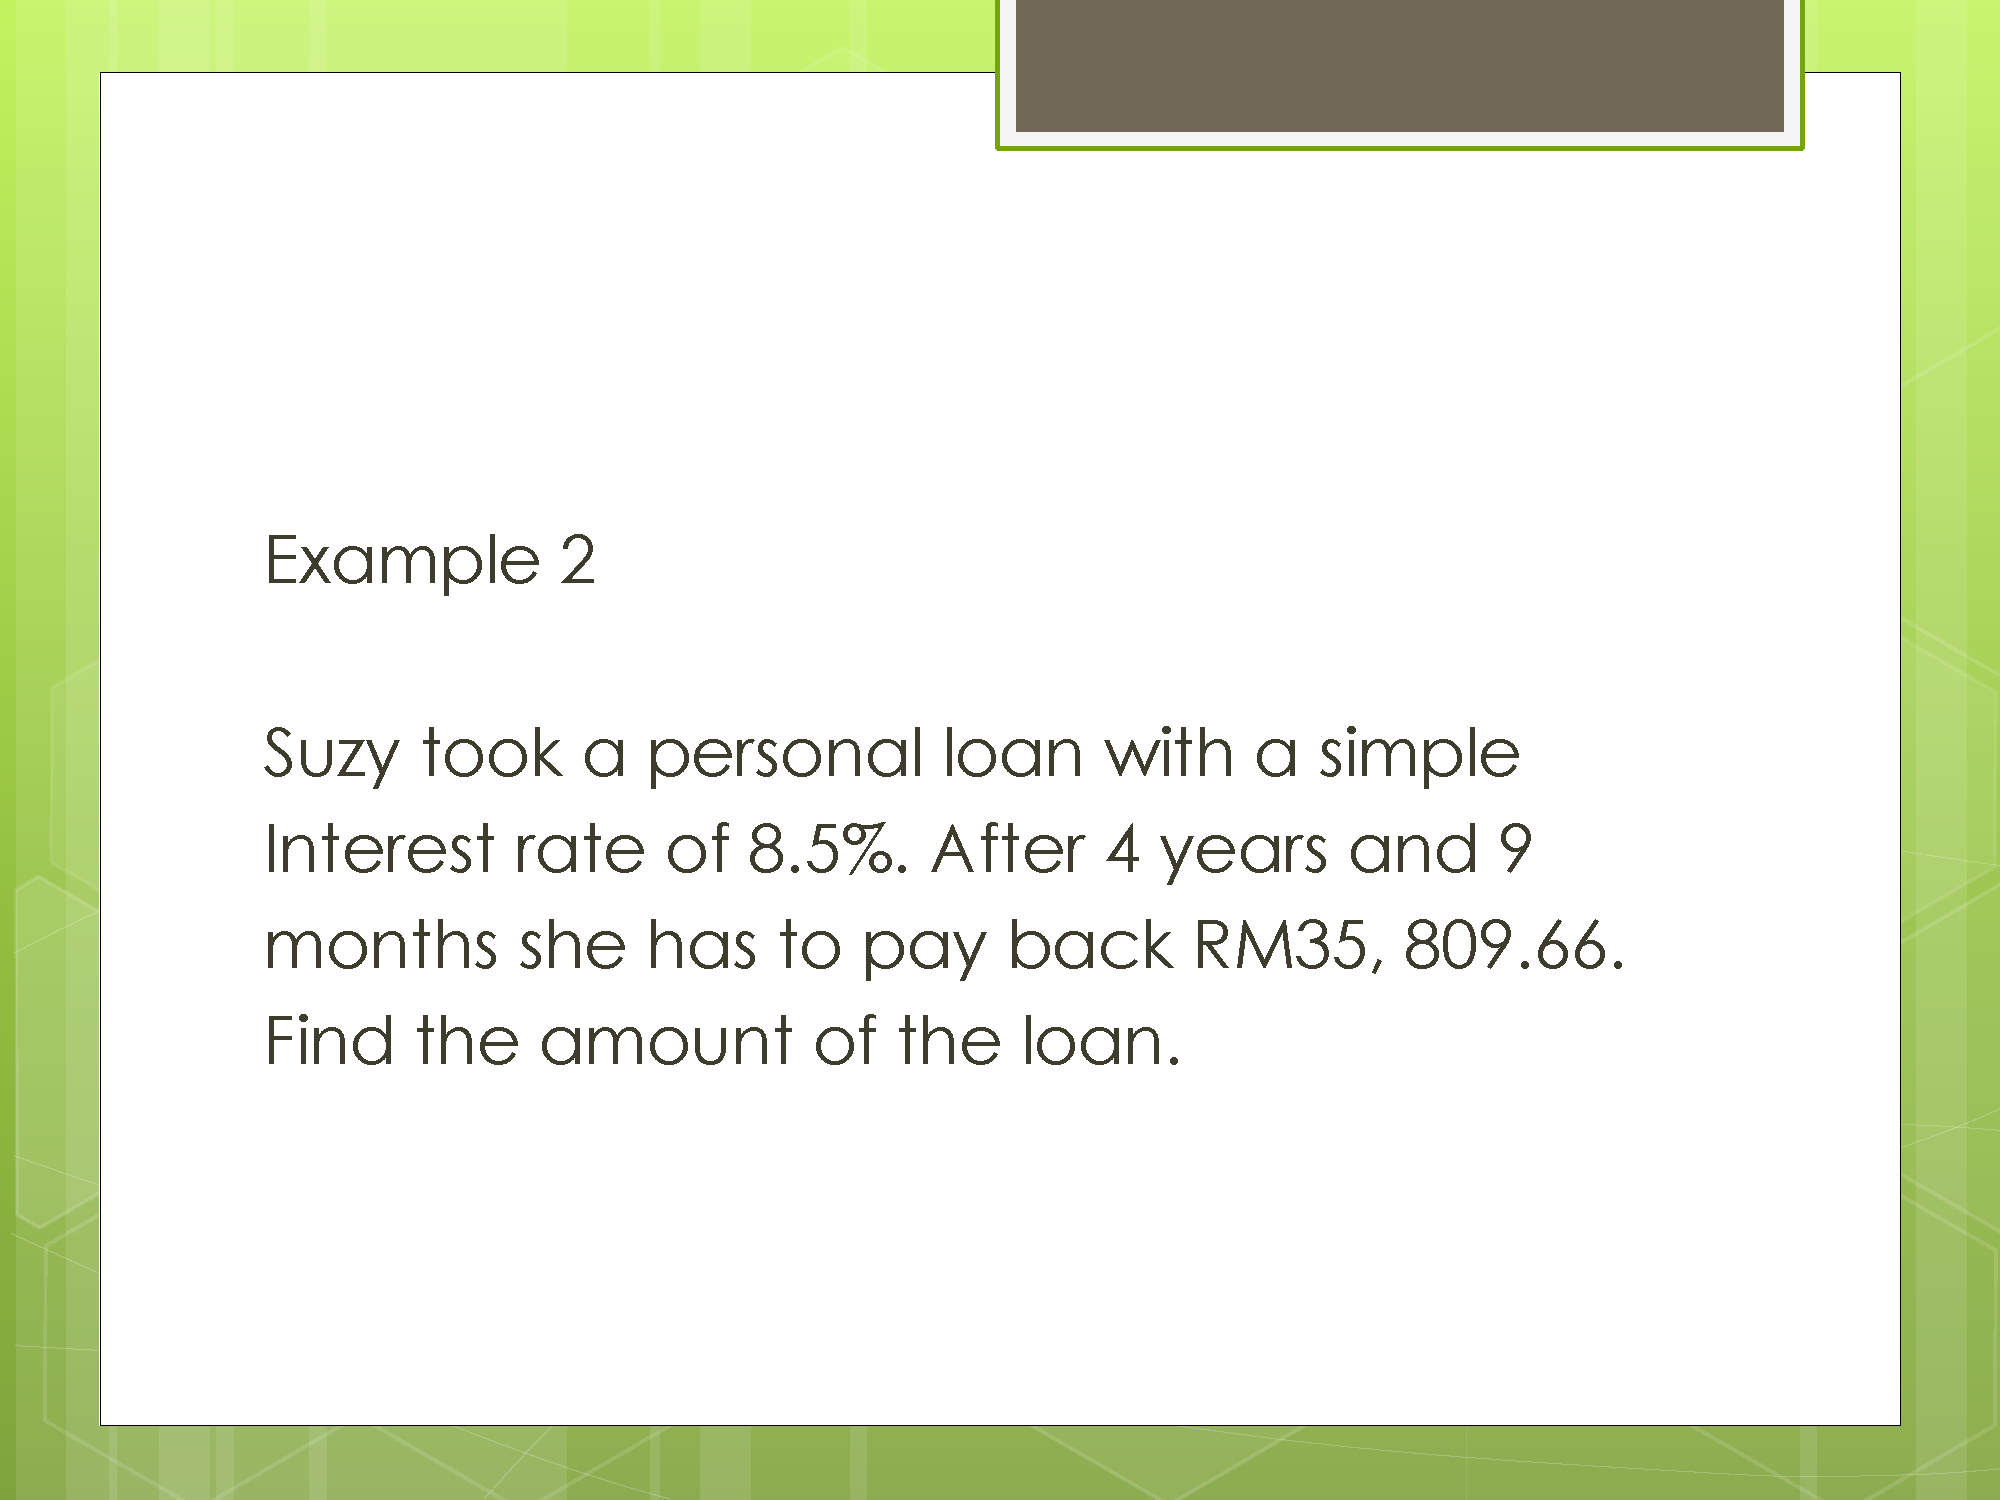 Example 2
Suzy took a personal loan with a simple
Interest rate of 8.5%. After 4 years and 9
months she has to pay back RM35, 809.66.
Find the amount of the loan.